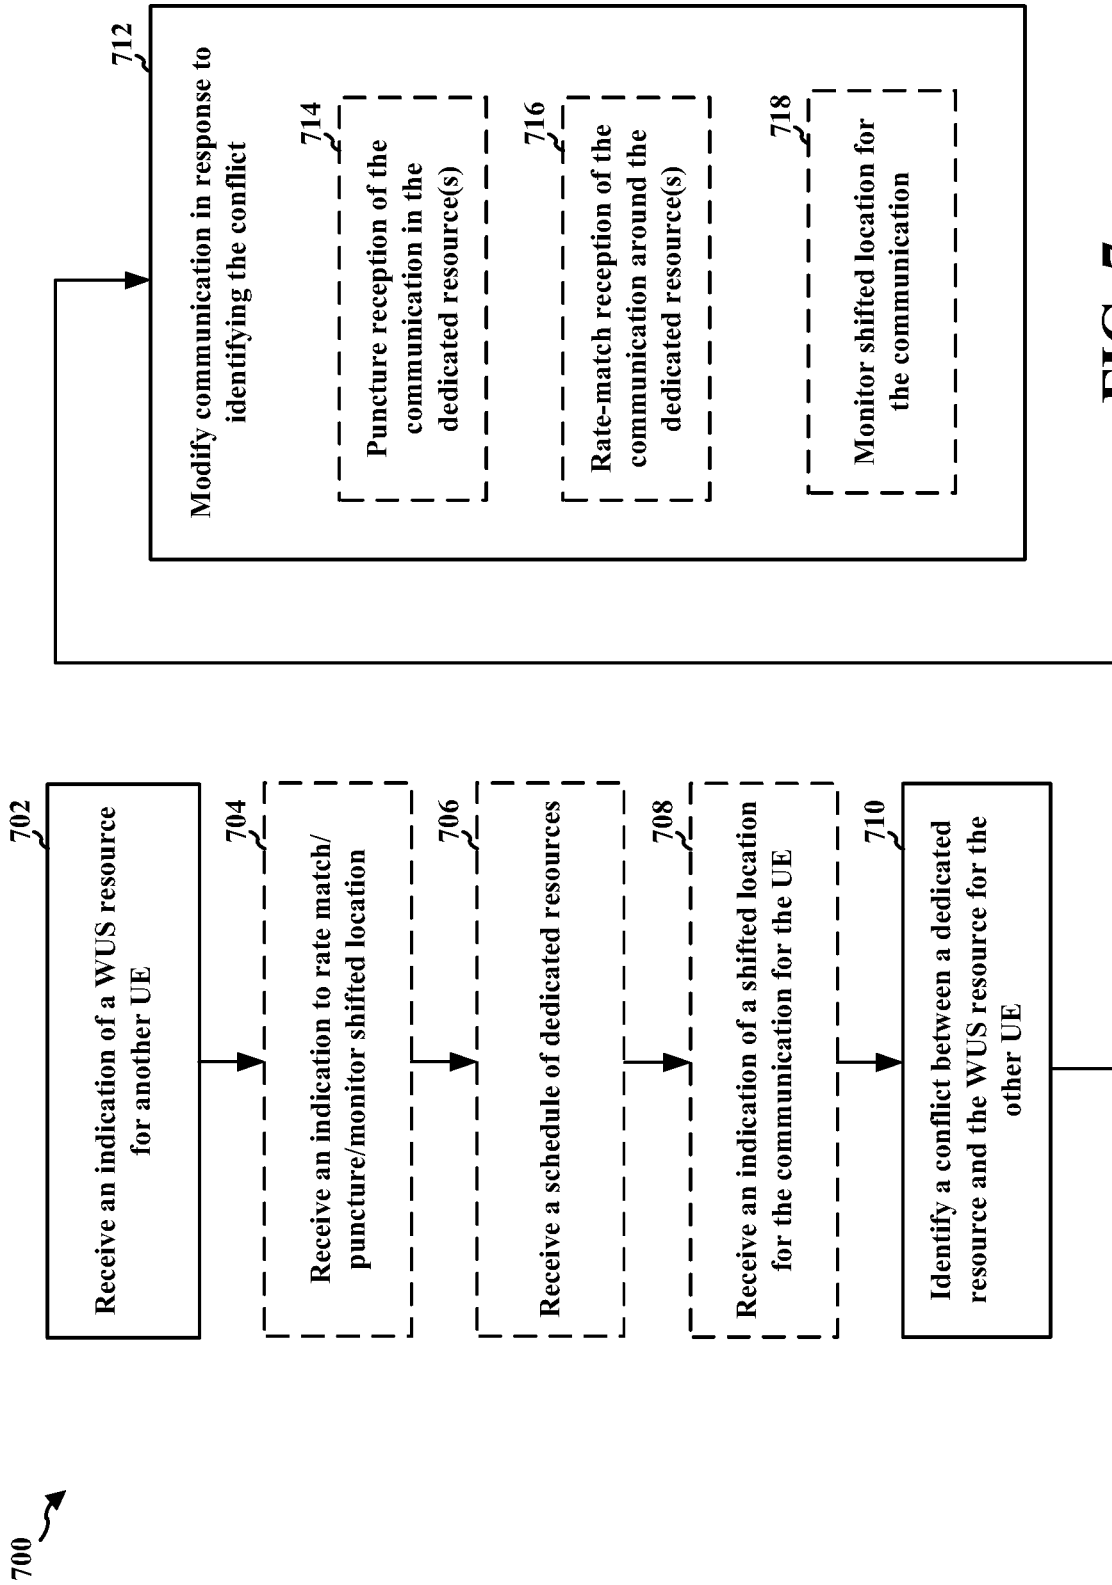 700
702
Receive an indication of a WUS resource
for another UE
704
Receive an indication to rate match/
puncture/monitor shifted location
706
Receive a schedule of dedicated resources
708
Receive an indication of a shifted location
for the communication for the UE
710
Identify a conflict between a dedicated
resource and the WUS resource for the
other UE
712
Modify communication in response to
identifying the conflict
714
Puncture reception of the
communication in the
dedicated resource(s)
716
Rate-match reception of the
communication around the
dedicated resource(s)
718
Monitor shifted location for
the communication